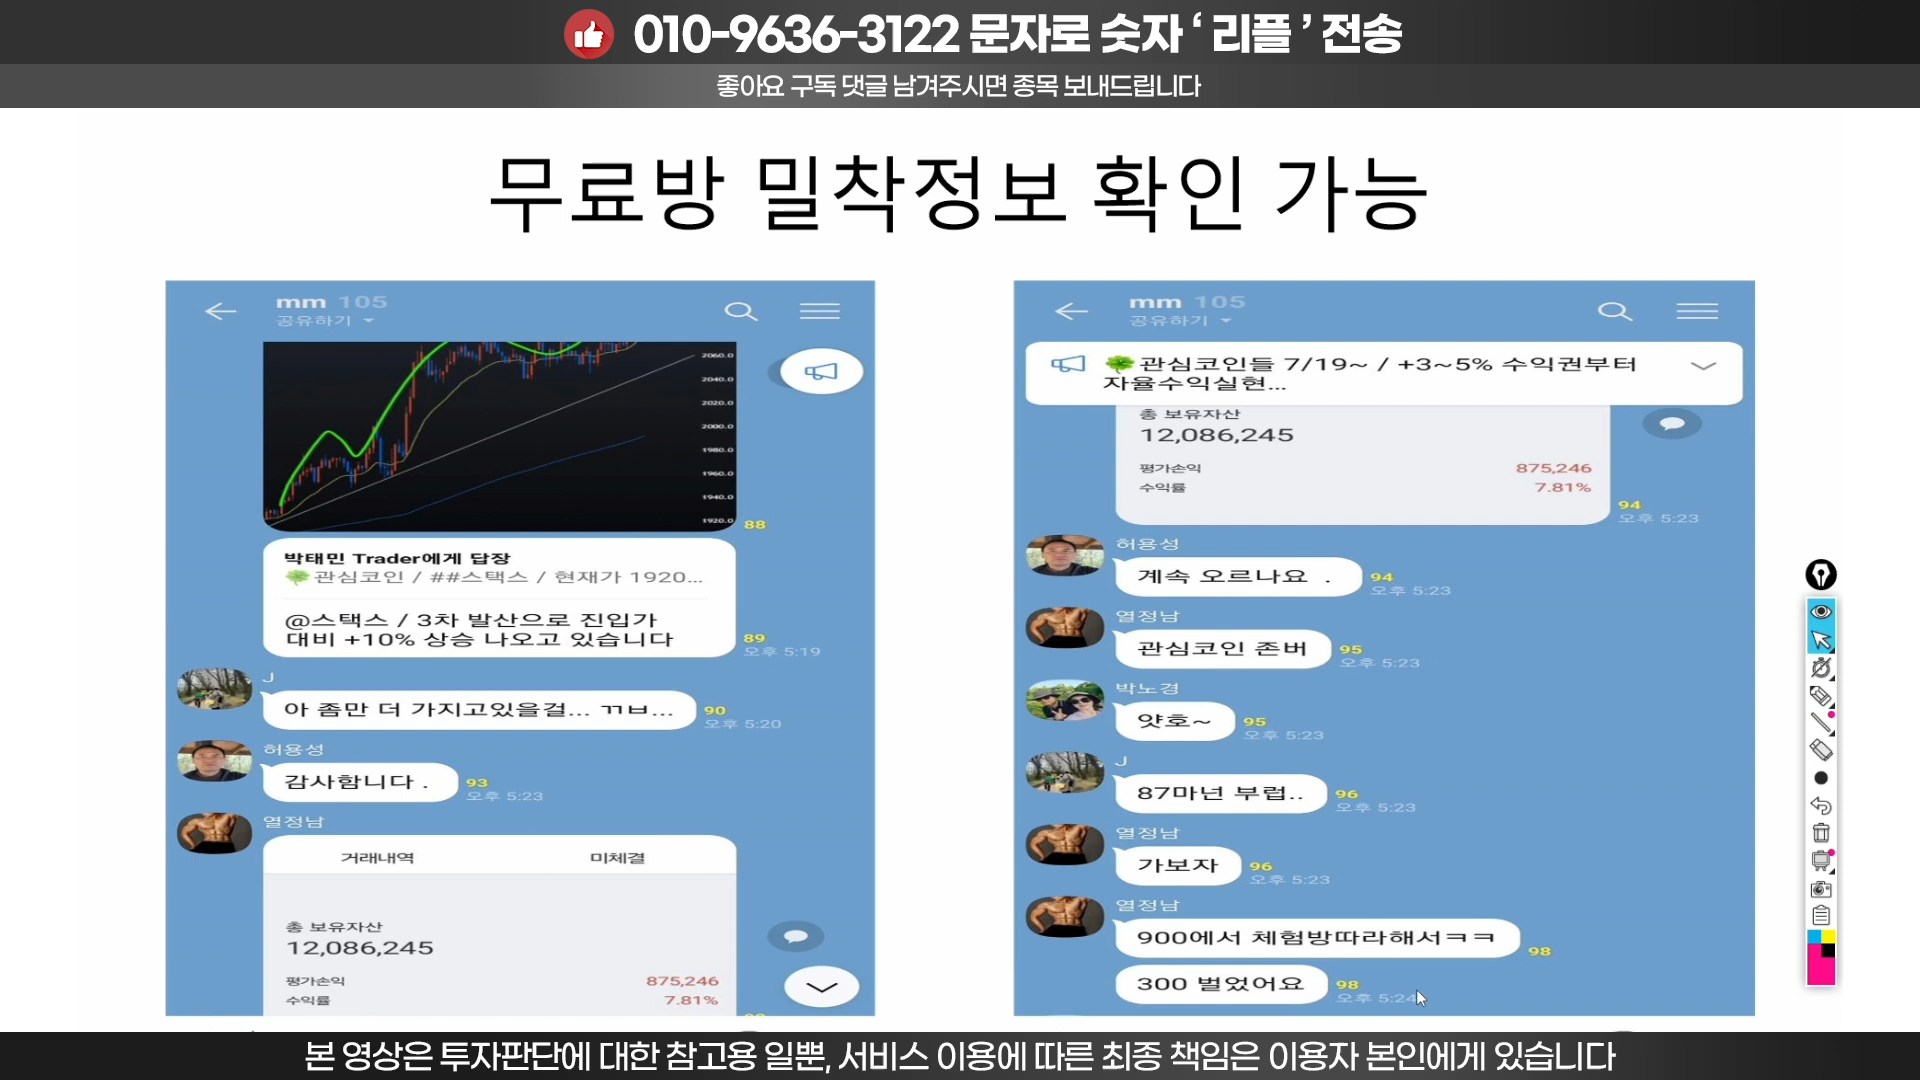 010-9636-3122 문자로 숫자 ‘ 리플 ’ 전송
좋아요 구독 댓글 남겨주시면 종목 보내드립니다
무료방 밀착정보 확인 가능
mm 105
공유하기
2060.0
2040.0
2020.0
2000.0
1980.0
1960.0
1940.0
1920.0
88
박태민 Trader에게 답장
관심코인 / ##스택스 / 현재가 1920...
@스택스 / 3차 발산으로 진입가
대비 +10% 상승 나오고 있습니다
89
오후 5:19
J
아 좀만 더 가지고있을걸... ㄲㅂ...
90
오후 5:20
허용성
감사함니다 .
93
오후 5:23
열정남
거래내역 미체결
총 보유자산
12,086,245
평가손익 875,246
수익률 7.81%
mm 105
공유하기
관심코인들 7/19~ / +3~5% 수익권부터
자율수익실현...
총 보유자산
12,086,245
평가손익 875,246
수익률 7.81%
94
오후 5:23
허용성
계속 오르나요 .
94
오후 5:23
열정남
관심코인 존버
95
오후 5:23
박노경
얏호~
95
오후 5:23
J
87마넌 부럽..
96
오후 5:23
열정남
가보자
96
오후 5:23
열정남
900에서 체험방따라해서ㅋㅋ
98
300 벌었어요
98
오후 5:24
본 영상은 투자판단에 대한 참고용 일뿐, 서비스 이용에 따른 최종 책임은 이용자 본인에게 있습니다